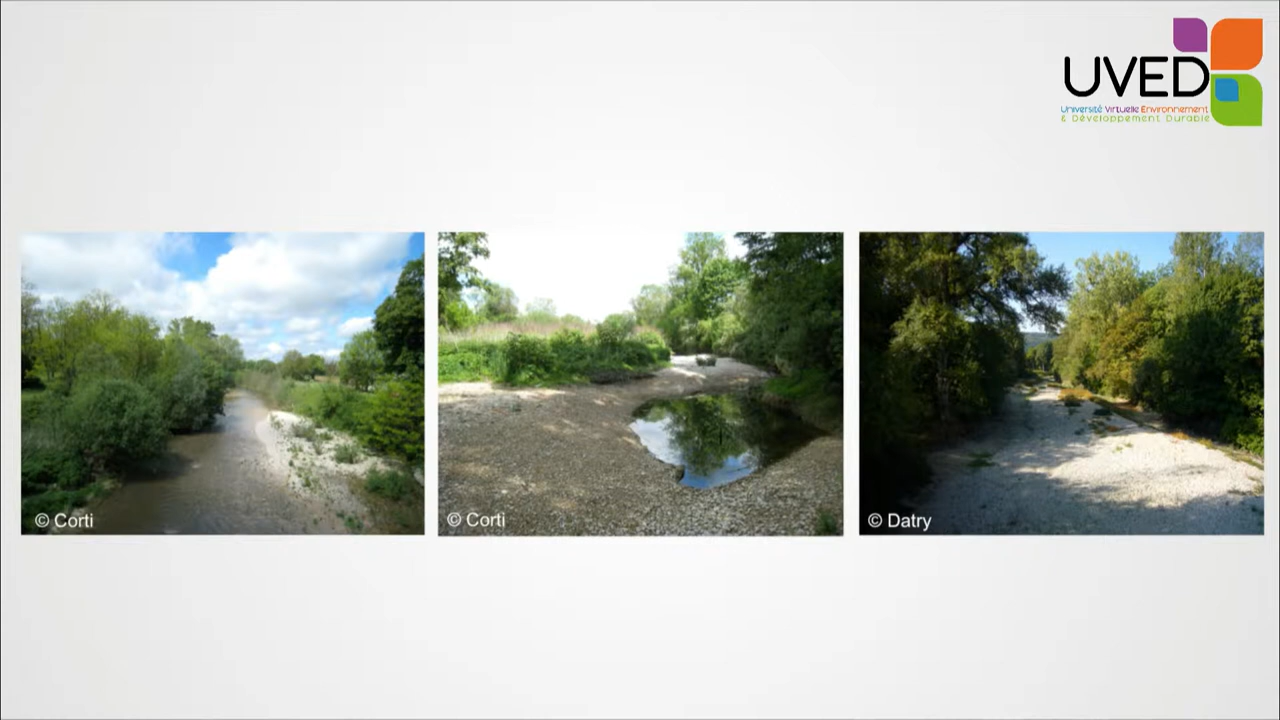 UVED
Université Virtuelle Environnement
& Développement Durable
© Corti
© Corti
© Datry